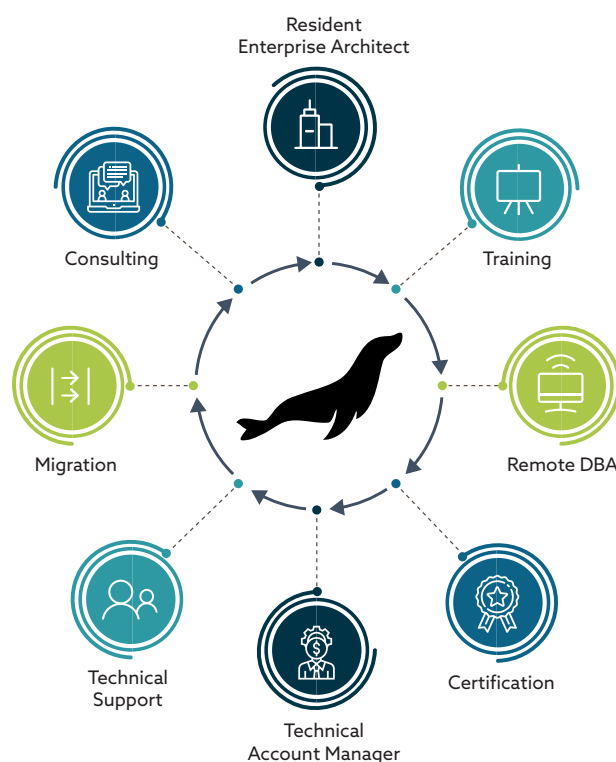 Resident
Enterprise Architect
Consulting
Training
Migration
Remote DBA
Technical
Support
Certification
Technical
Account Manager